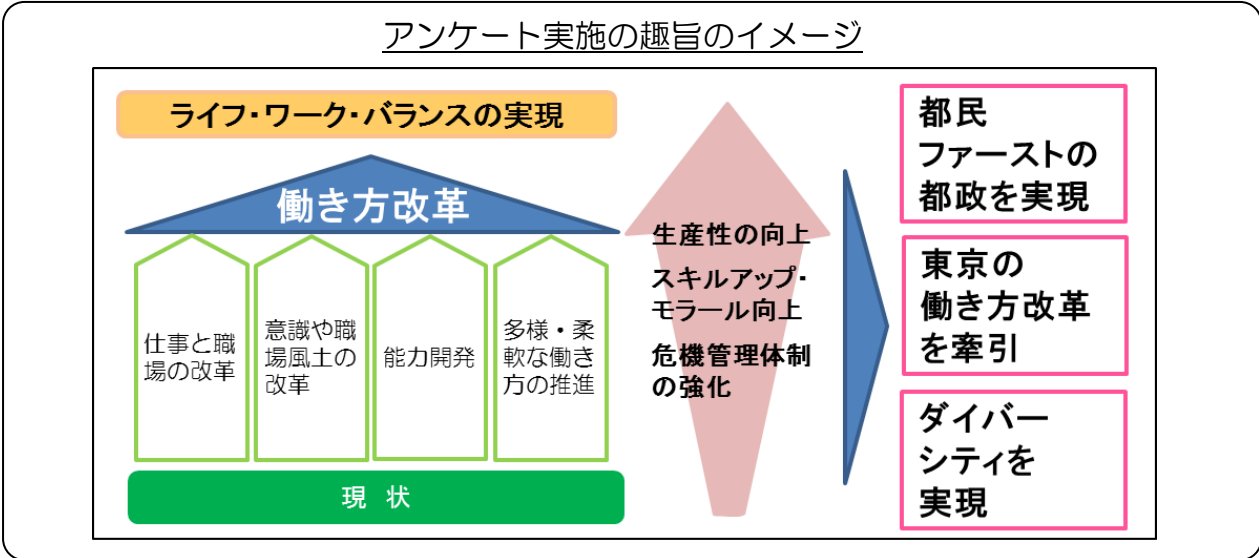 アンケート実施の趣旨のイメージ
ライフ・ワーク・バランスの実現
働き方改革
仕事と職
場の改革
意識や職
場風土の
改革
能力開発
多様・柔
軟な働き
方の推進
現 状
生産性の向上
スキルアップ・
モラール向上
危機管理体制
の強化
都民
ファーストの
都政を実現
東京の
働き方改革
を牽引
ダイバー
シティを
実現